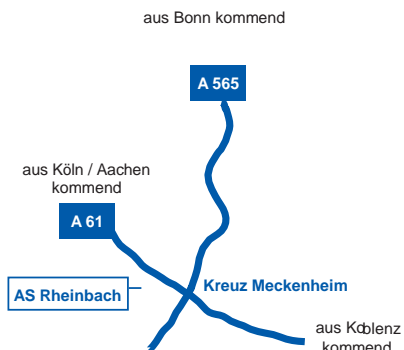 aus Bonn kommend
A 565
aus Köln / Aachen
kommend
A 61
AS Rheinbach
Kreuz Meckenheim
aus Koblenz
kommend